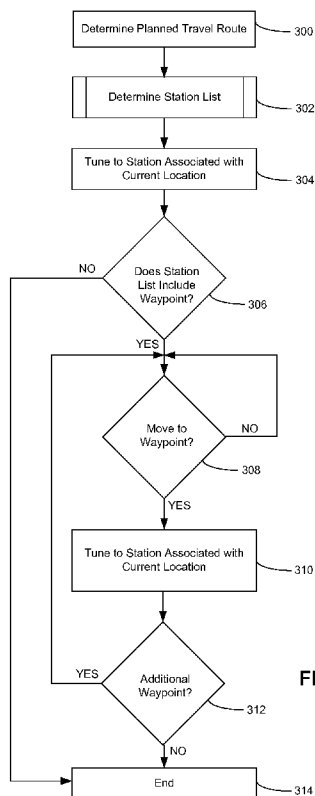 Determine Planned Travel Route
300
Determine Station List
302
Tune to Station Associated with
Current Location
304
NO
Does Station
List Include
Waypoint?
306
YES
Move to
Waypoint?
NO
308
YES
Tune to Station Associated with
Current Location
310
YES
Additional
Waypoint?
312
NO
End
314